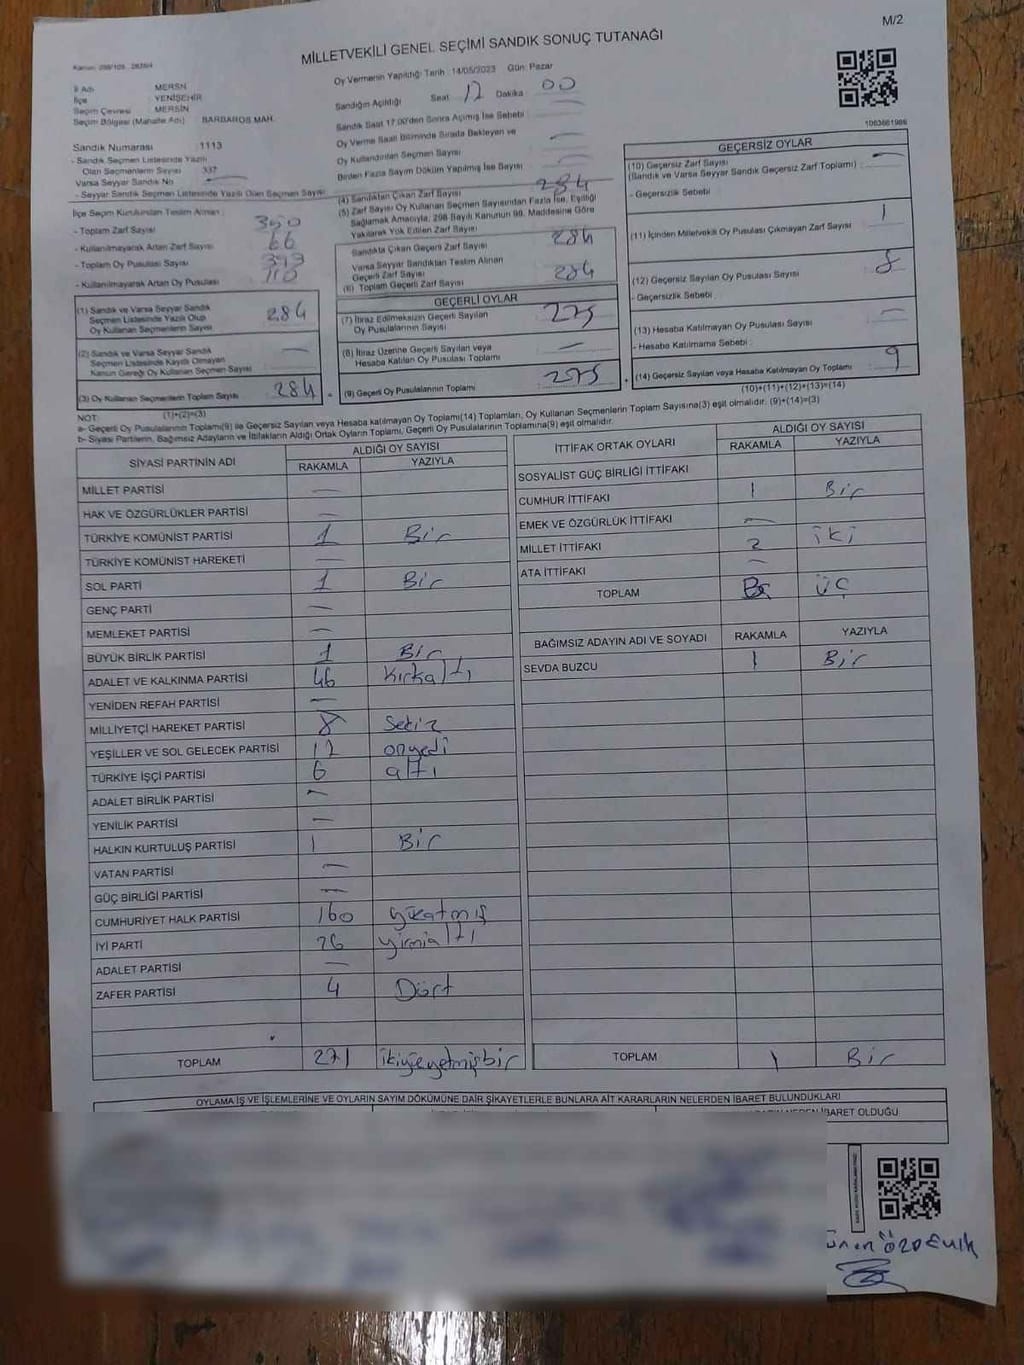 M/2
MİLLETVEKİLİ GENEL SEÇİMİ SANDIK SONUÇ TUTANAĞI
Oy Vermenin Yapıldığı Tarih : 14/05/2023 Gün: Pazar
İl Adı MERSN
İlçe YENİŞEHİR
Seçim Çevresi MERSİN
Seçim Bölgesi (Mahalle Adı) BARBAROS MAH.
Sandık Numarası : 1113
- Sandık Seçmen Listesinde Yazılı
Olan Seçmenlerin Sayısı 337
Varsa Seyyar Sandık No
- Seyyar Sandık Seçmen Listesinde Yazılı Olan Seçmen Sayısı
Sandığın Açıldığı Saat 17 Dakika 00
Sandık Saat 17.00'den Sonra Açılmış İse Sebebi
Oy Verme Saati Bitiminde Sırada Bekleyen ve
Oy Kullandırılan Seçmen Sayısı
Birden Fazla Sayım Döküm Yapılmış İse Sayısı
1063661986
İlçe Seçim Kurulundan Teslim Alınan :
- Toplam Zarf Sayısı 350
- Kullanılmayarak Artan Zarf Sayısı 66
- Toplam Oy Pusulası Sayısı
- Kullanılmayarak Artan Oy Pusulası 110
(1) Sandık ve Varsa Seyyar Sandık
Seçmen Listesinde Yazılı Olup
Oy Kullanan Seçmenlerin Sayısı 284
(2) Sandık ve Varsa Seyyar Sandık
Seçmen Listesinde Kayıtlı Olmayan
Kanun Gereği Oy Kullanan Seçmen Sayısı —
(3) Oy Kullanan Seçmenlerin Toplam Sayısı 284
(1)+(2)=(3)
(4) Sandıktan Çıkan Zarf Sayısı 284
(5) Zarf Sayısı Oy Kullanan Seçmen Sayısından Fazla İse, Eşitliği
Sağlamak Amacıyla, 298 Sayılı Kanunun 98. Maddesine Göre
Yakılarak Yok Edilen Zarf Sayısı
Sandıkta Çıkan Geçerli Zarf Sayısı 284
Varsa Seyyar Sandıktan Teslim Alınan
Geçerli Zarf Sayısı
(6) Toplam Geçerli Zarf Sayısı 284
GEÇERLİ OYLAR
(7) İtiraz Edilmeksizin Geçerli Sayılan
Oy Pusulalarının Sayısı 275
(8) İtiraz Üzerine Geçerli Sayılan veya
Hesaba Katılan Oy Pusulası Toplamı —
(9) Geçerli Oy Pusulalarının Toplamı 275
GEÇERSİZ OYLAR
(10) Geçersiz Zarf Sayısı
(Sandık ve Varsa Seyyar Sandık Geçersiz Zarf Toplamı) : —
- Geçersizlik Sebebi
(11) İçinden Milletvekili Oy Pusulası Çıkmayan Zarf Sayısı 1
(12) Geçersiz Sayılan Oy Pusulası Sayısı 8
- Geçersizlik Sebebi
(13) Hesaba Katılmayan Oy Pusulası Sayısı —
- Hesaba Katılmama Sebebi :
(14) Geçersiz Sayılan veya Hesaba Katılmayan Oy Toplamı 9
(10)+(11)+(12)+(13)=(14)
NOT:
a- Geçerli Oy Pusulalarının Toplamı(9) ile Geçersiz Sayılan veya Hesaba katılmayan Oy Toplamı(14) Toplamları, Oy Kullanan Seçmenlerin Toplam Sayısına(3) eşit olmalıdır. (9)+(14)=(3)
b- Siyasi Partilerin, Bağımsız Adayların ve İttifakların Aldığı Ortak Oyların Toplamı, Geçerli Oy Pusulalarının Toplamına(9) eşit olmalıdır.
SİYASİ PARTİNİN ADI ALDIĞI OY SAYISI
RAKAMLA YAZIYLA
MİLLET PARTİSİ —
HAK VE ÖZGÜRLÜKLER PARTİSİ —
TÜRKİYE KOMÜNİST PARTİSİ 1 Bir
TÜRKİYE KOMÜNİST HAREKETİ —
SOL PARTİ 1 Bir
GENÇ PARTİ —
MEMLEKET PARTİSİ —
BÜYÜK BİRLİK PARTİSİ 1 Bir
ADALET VE KALKINMA PARTİSİ 46 Kırkaltı
YENİDEN REFAH PARTİSİ —
MİLLİYETÇİ HAREKET PARTİSİ 8 Sekiz
YEŞİLLER VE SOL GELECEK PARTİSİ 17 onyedi
TÜRKİYE İŞÇİ PARTİSİ 6 altı
ADALET BİRLİK PARTİSİ —
YENİLİK PARTİSİ —
HALKIN KURTULUŞ PARTİSİ 1 Bir
VATAN PARTİSİ —
GÜÇ BİRLİĞİ PARTİSİ —
CUMHURİYET HALK PARTİSİ 160 yüzatmış
İYİ PARTİ 26 yirmialtı
ADALET PARTİSİ —
ZAFER PARTİSİ 4 Dört
TOPLAM 271 ikiyüzyetmişbir
İTTİFAK ORTAK OYLARI ALDIĞI OY SAYISI
RAKAMLA YAZIYLA
SOSYALİST GÜÇ BİRLİĞİ İTTİFAKI
CUMHUR İTTİFAKI 1 Bir
EMEK VE ÖZGÜRLÜK İTTİFAKI —
MİLLET İTTİFAKI 2 iki
ATA İTTİFAKI —
TOPLAM ÜÇ
BAĞIMSIZ ADAYIN ADI VE SOYADI RAKAMLA YAZIYLA
SEVDA BUZCU 1 Bir
TOPLAM 1 Bir
OYLAMA İŞ VE İŞLEMLERİNE VE OYLARIN SAYIM DÖKÜMÜNE DAİR ŞİKAYETLERLE BUNLARA AİT KARARLARIN NELERDEN İBARET BULUNDUKLARI
İBARET OLDUĞU
ÖZDEMİR